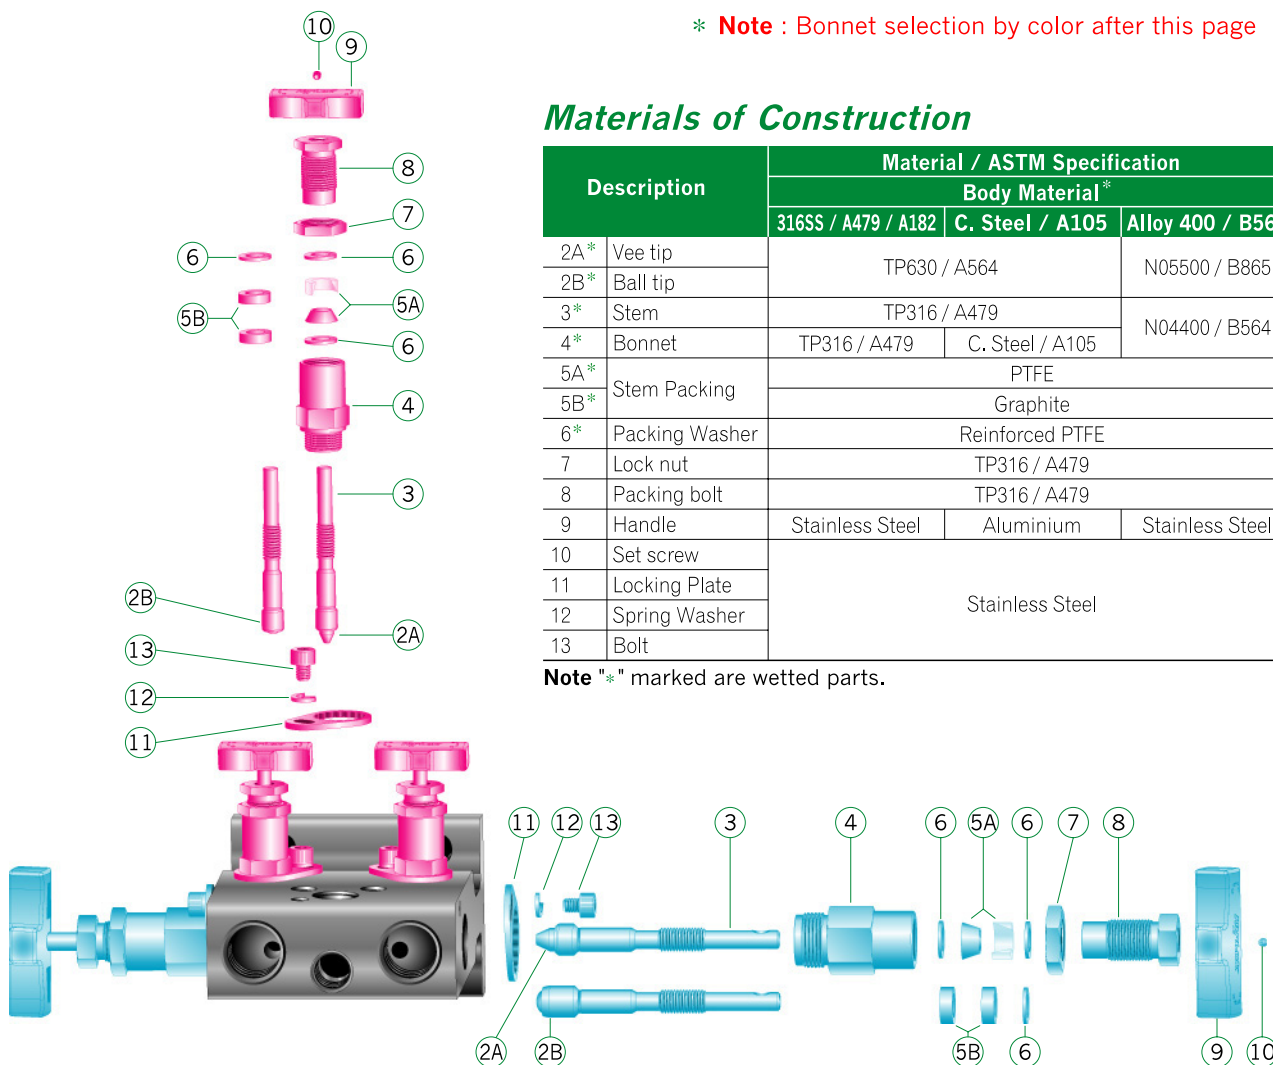 * Note : Bonnet selection by color after this page
10
9
Materials of Construction
Description
Material / ASTM Specification
Body Material*
316SS / A479 / A182
C. Steel / A105
Alloy 400 / B56
2A* Vee tip
TP630 / A564
N05500 / B865
2B* Ball tip
3* Stem
TP316 / A479
N04400 / B564
4* Bonnet
TP316 / A479
C. Steel / A105
5A*
Stem Packing
PTFE
5B*
Graphite
6* Packing Washer
Reinforced PTFE
7 Lock nut
TP316 / A479
8 Packing bolt
TP316 / A479
9 Handle
Stainless Steel
Aluminium
Stainless Steel
10 Set screw
11 Locking Plate
Stainless Steel
12 Spring Washer
13 Bolt
Note "*" marked are wetted parts.
8
7
6
6
5A
5B
6
4
3
2B
2A
13
12
11
11
12
13
3
4
6
5A
6
7
8
2A
2B
5B
6
9
10